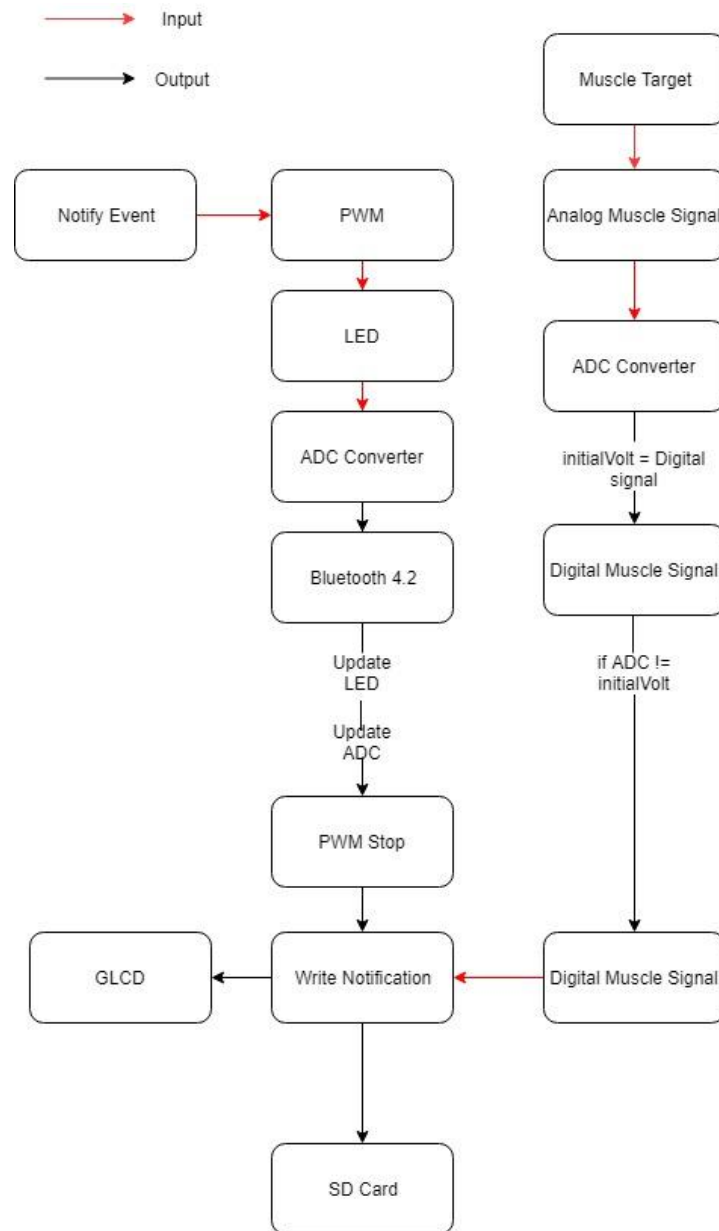 Input
Output
Muscle Target
Notify Event
PWM
Analog Muscle Signal
LED
ADC Converter
ADC Converter
initialVolt = Digital
signal
Bluetooth 4.2
Digital Muscle Signal
Update
LED
if ADC !=
initialVolt
Update
ADC
PWM Stop
GLCD
Write Notification
Digital Muscle Signal
SD Card